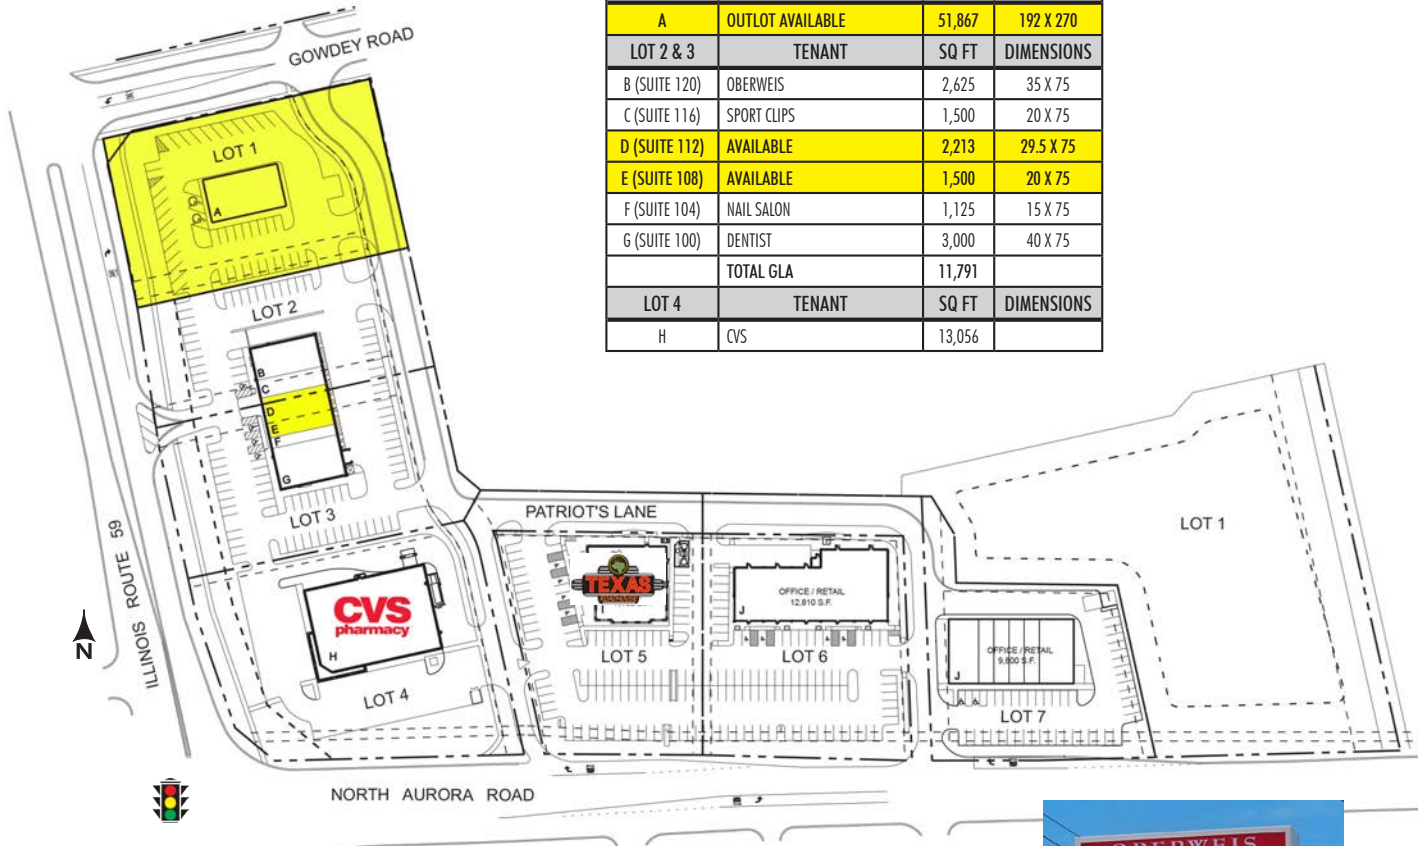 A OUTLOT AVAILABLE 51,867 192 X 270
LOT 2 & 3 TENANT SQ FT DIMENSIONS
B (SUITE 120) OBERWEIS 2,625 35 X 75
C (SUITE 116) SPORT CLIPS 1,500 20 X 75
D (SUITE 112) AVAILABLE 2,213 29.5 X 75
E (SUITE 108) AVAILABLE 1,500 20 X 75
F (SUITE 104) NAIL SALON 1,125 15 X 75
G (SUITE 100) DENTIST 3,000 40 X 75
TOTAL GLA 11,791
LOT 4 TENANT SQ FT DIMENSIONS
H CVS 13,056
GOWDEY ROAD
LOT 1
A
LOT 2
B
C
D
E
F
G
LOT 3
ILLINOIS ROUTE 59
N
PATRIOT'S LANE
LOT 1
TEXAS
OFFICE / RETAIL
12,810 S.F.
J
CVS
pharmacy
H
LOT 4
LOT 5
LOT 6
OFFICE / RETAIL
9,800 S.F.
J
LOT 7
NORTH AURORA ROAD
OBERWEIS